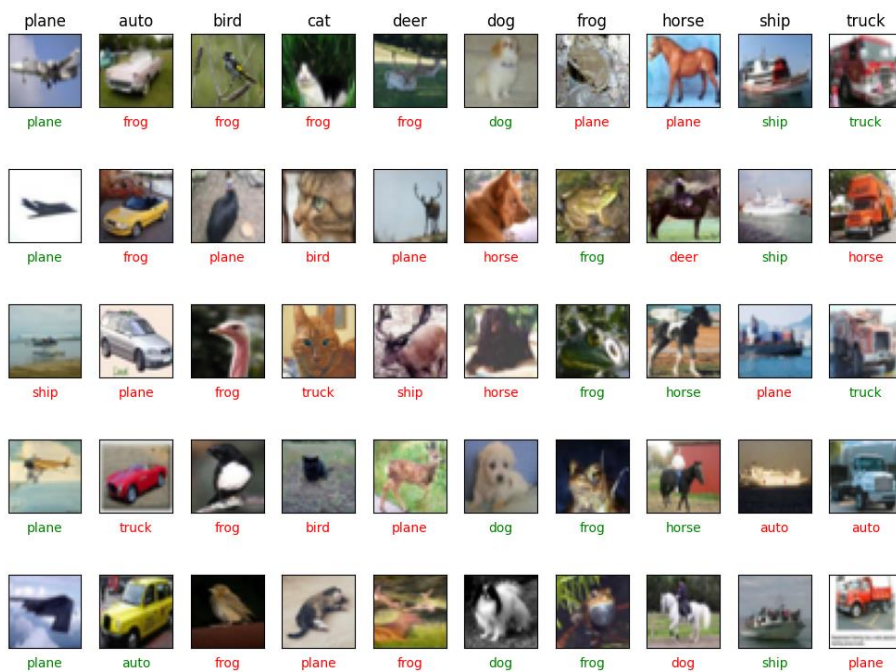 plane auto bird cat deer dog frog horse ship truck
plane frog frog frog frog dog plane plane ship truck
plane frog plane bird plane horse frog deer ship horse
ship plane frog truck ship horse frog horse plane truck
plane truck frog bird plane dog frog horse auto auto
plane auto frog plane frog dog frog dog ship plane